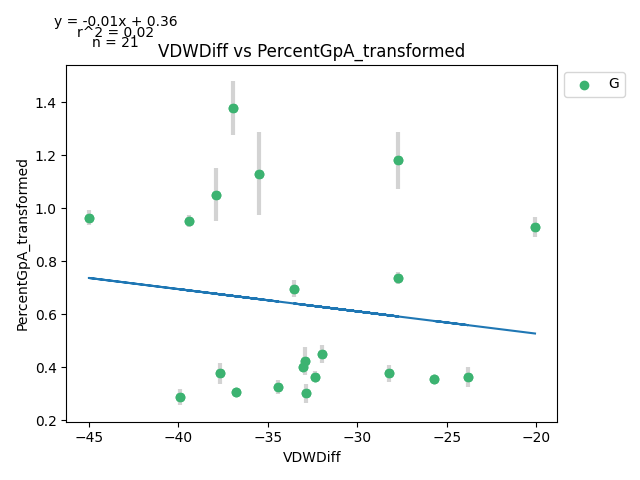 y = -0.01x + 0.36
r^2 = 0.02
n = 21
VDWDiff vs PercentGpA_transformed
G
PercentGpA_transformed
1.4
1.2
1.0
0.8
0.6
0.4
0.2
−45
−40
−35
−30
−25
−20
VDWDiff